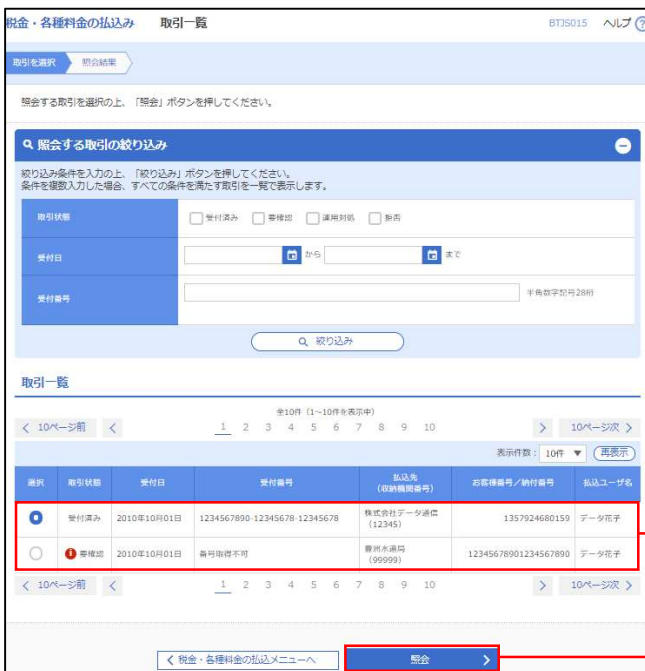 税金・各種料金の払込み 取引一覧 BTJS015 ヘルプ ?
取引を選択 照会結果
照会する取引を選択の上、「照会」ボタンを押してください。
照会する取引の絞り込み
絞り込み条件を入力の上、「絞り込み」ボタンを押してください。
条件を複数入力した場合、すべての条件を満たす取引を一覧で表示します。
取引状態 受付済み 要確認 運用対処 拒否
受付日 から まで
受付番号 半角数字記号28桁
絞り込み
取引一覧
全10件(1~10件を表示中)
< 10ページ前 < 1 2 3 4 5 6 7 8 9 10 > 10ページ次 >
表示件数: 10件 ▼ 再表示
選択 取引状態 受付日 受付番号 払込先 お客様番号/納付番号 払込ユーザ名
(収納機関番号)
受付済み 2010年10月01日 1234567890-12345678-12345678 株式会社データ通信 1357924680159 データ花子
(12345)
! 要確認 2010年10月01日 番号取得不可 豊洲水道局 12345678901234567890 データ花子
(99999)
< 10ページ前 < 1 2 3 4 5 6 7 8 9 10 > 10ページ次 >
< 税金・各種料金の払込メニューへ 照会 >